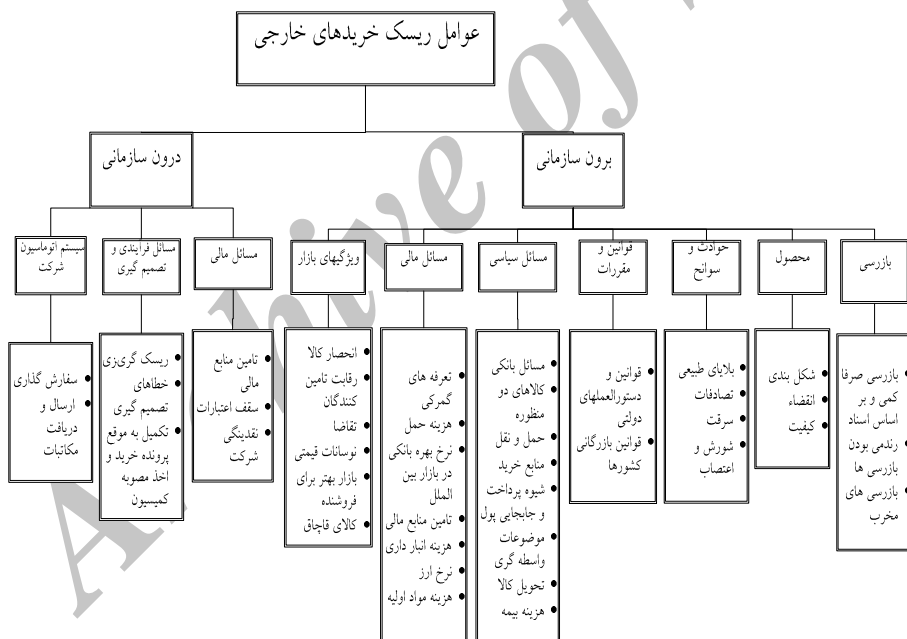 عوامل ریسک خریدهای خارجی
برون سازمانی
درون سازمانی
بازرسی
محصول
حوادث و
سوانح
قوانین و
مقررات
مسائل سیاسی
مسائل مالی
ویژگیهای بازار
مسائل مالی
مسائل فرآیندی و
تصمیم گیری
سیستم اتوماسیون
شرکت
• بازرسی صرفا
کمی و بر
اساس اسناد
• رندمی بودن
بازرسی ها
• بازرسی های
مخرب
• شکل بندی
• انقضاء
• کیفیت
• بلایای طبیعی
• تصادفات
• سرقت
• شورش و
اعتصاب
• قوانین و
دستورالعملهای
دولتی
• قوانین بازرگانی
کشورها
• مسائل بانکی
• کالاهای دو
منظوره
• حمل و نقل
• منابع خرید
• شیوه پرداخت
و جابجایی پول
• موضوعات
واسطه گری
• تحویل کالا
• هزینه بیمه
• تعرفه های
گمرکی
• هزینه حمل
• نرخ بهره بانکی
در بازار بین
الملل
• تامین منابع مالی
• هزینه انبار داری
• نرخ ارز
• هزینه مواد اولیه
• انحصار کالا
• رقابت تامین
کنندگان
• تقاضا
• نوسانات قیمتی
• بازار بهتر برای
فروشنده
• کالای قاچاق
• تامین منابع
مالی
• سقف اعتبارات
• نقدینگی
شرکت
• ریسک گریزی
• خطاهای
تصمیم گیری
• تکمیل به موقع
پرونده خرید و
اخذ مصوبه
کمیسیون
• سفارش گذاری
• ارسال و
دریافت
مکاتبات
Archive of